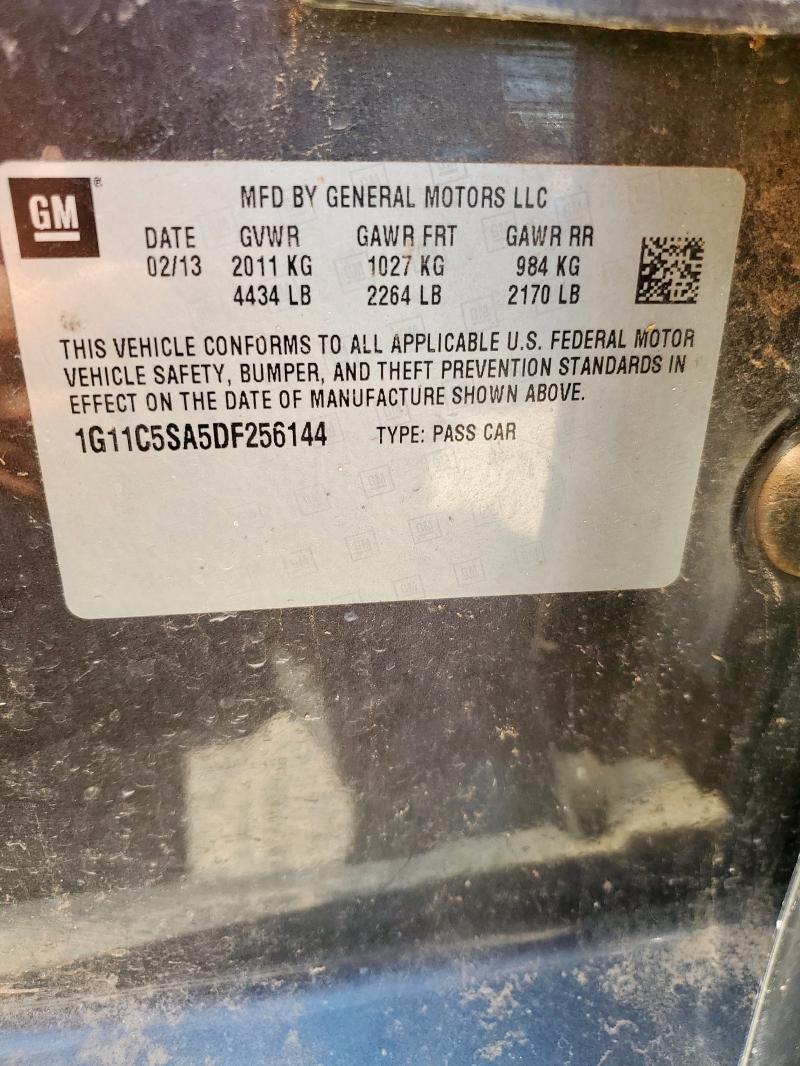 GM®
MFD BY GENERAL MOTORS LLC
DATE GVWR GAWR FRT GAWR RR
02/13 2011 KG 1027 KG 984 KG
4434 LB 2264 LB 2170 LB
THIS VEHICLE CONFORMS TO ALL APPLICABLE U.S. FEDERAL MOTOR
VEHICLE SAFETY, BUMPER, AND THEFT PREVENTION STANDARDS IN
EFFECT ON THE DATE OF MANUFACTURE SHOWN ABOVE.
1G11C5SA5DF256144 TYPE: PASS CAR